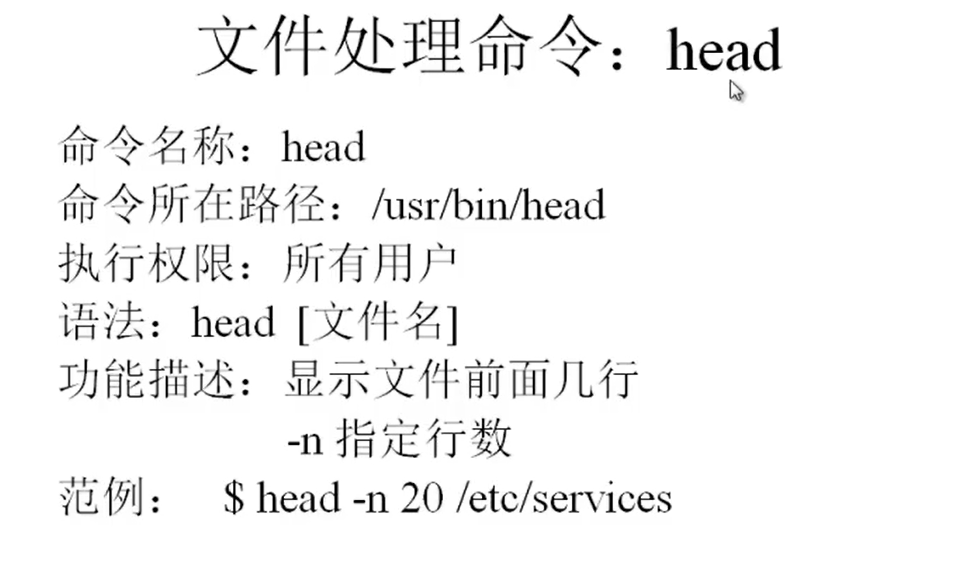 文件处理命令：head
命令名称：head
命令所在路径：/usr/bin/head
执行权限：所有用户
语法：head [文件名]
功能描述：显示文件前面几行
-n 指定行数
范例： $ head -n 20 /etc/services